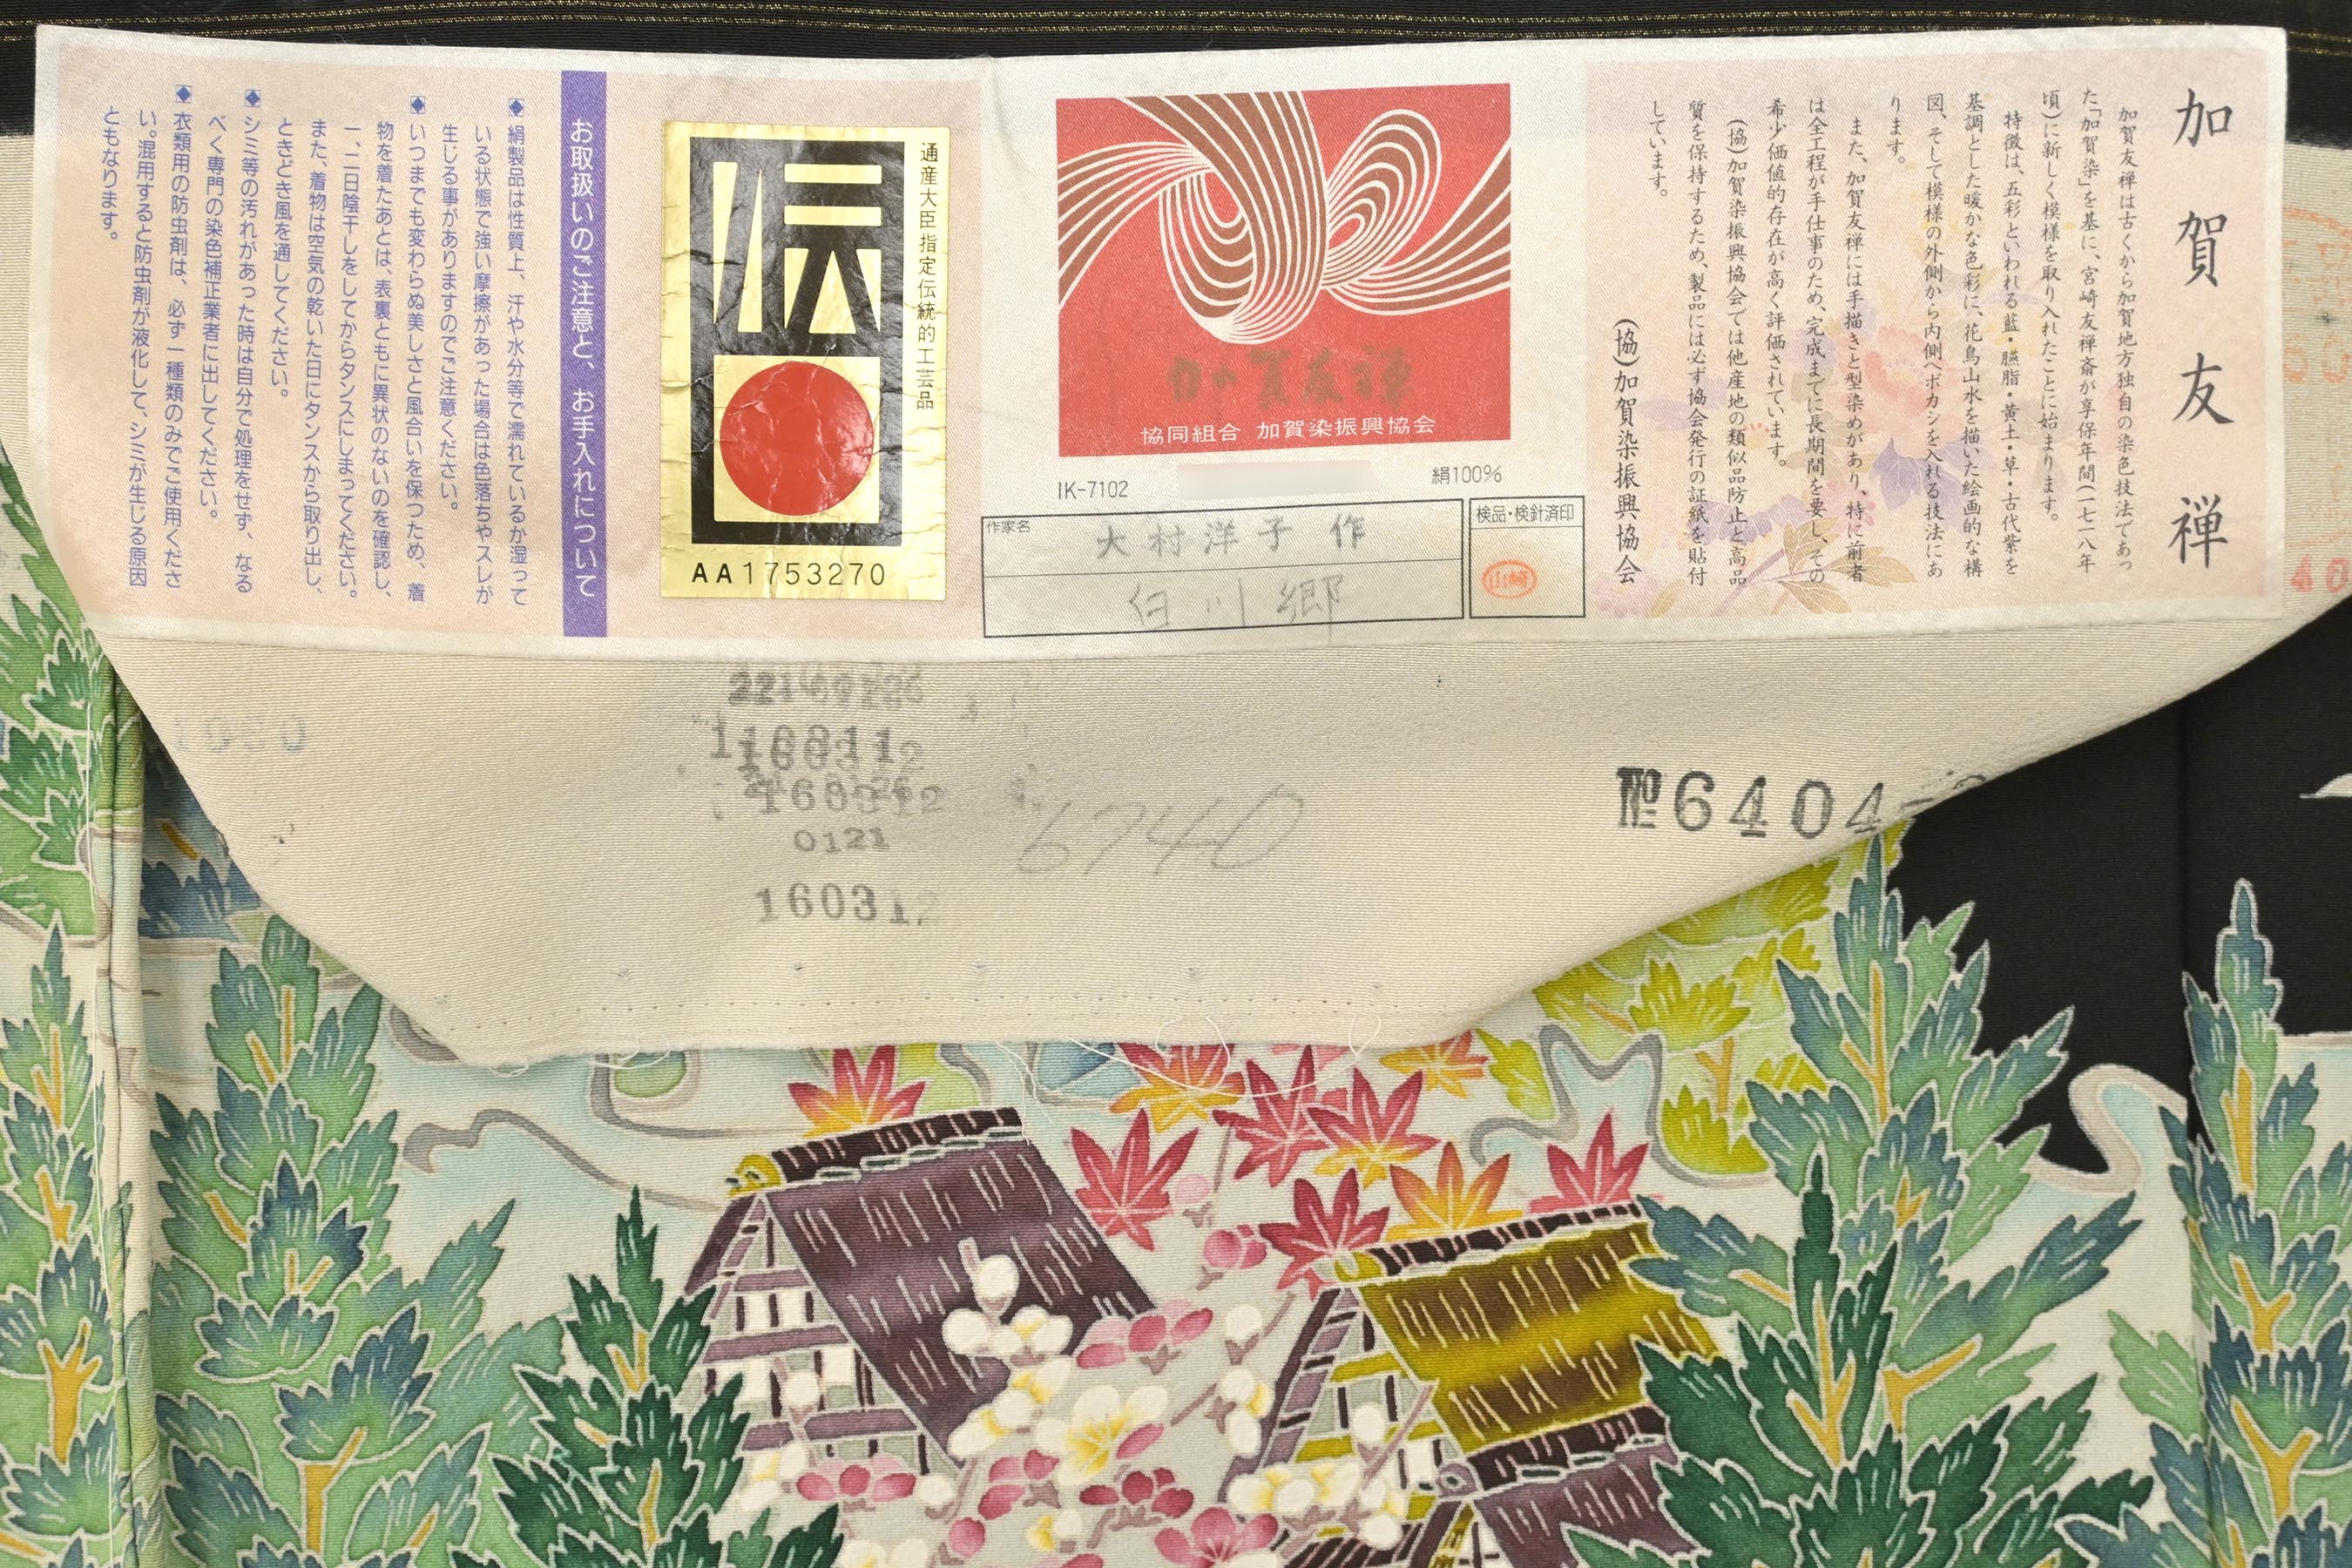 加賀友禅
加賀友禅は古くから加賀地方独自の染色技法であっ
た「加賀染」を基に、宮崎友禅斎が享保年間(一七一八年
頃)に新しく模様を取り入れたことに始まります。
特徴は、五彩といわれる藍・臙脂・黄土・草・古代紫を
基調とした暖かな色彩に、花鳥山水を描いた絵画的な構
図、そして模様の外側から内側へボカシを入れる技法にあ
ります。
また、加賀友禅には手描きと型染めがあり、特に前者
は全工程が手仕事のため、完成までに長期間を要し、その
希少価値的存在が高く評価されています。
(協)加賀染振興協会では他産地の類似品防止と高品
質を保持するため、製品には必ず協会発行の証紙を貼付
しています。
(協)加賀染振興協会
加賀友禅
協同組合 加賀染振興協会
IK-7102
絹100%
作家名
大村洋子 作
白川郷
検品・検針済印
山崎
通産大臣指定伝統的工芸品
伝
AA1753270
お取扱いのご注意と、お手入れについて
◆絹製品は性質上、汗や水分等で濡れているか湿って
いる状態で強い摩擦があった場合は色落ちやスレが
生じる事がありますのでご注意ください。
◆いつまでも変わらぬ美しさと風合いを保つため、着
物を着たあとは、表裏ともに異状のないのを確認し、
一、二日陰干しをしてからタンスにしまってください。
また、着物は空気の乾いた日にタンスから取り出し、
ときどき風を通してください。
◆シミ等の汚れがあった時は自分で処理をせず、なる
べく専門の染色補正業者に出してください。
◆衣類用の防虫剤は、必ず一種類のみでご使用くださ
い。混用すると防虫剤が液化して、シミが生じる原因
ともなります。
0121
160312
6740
№6404-